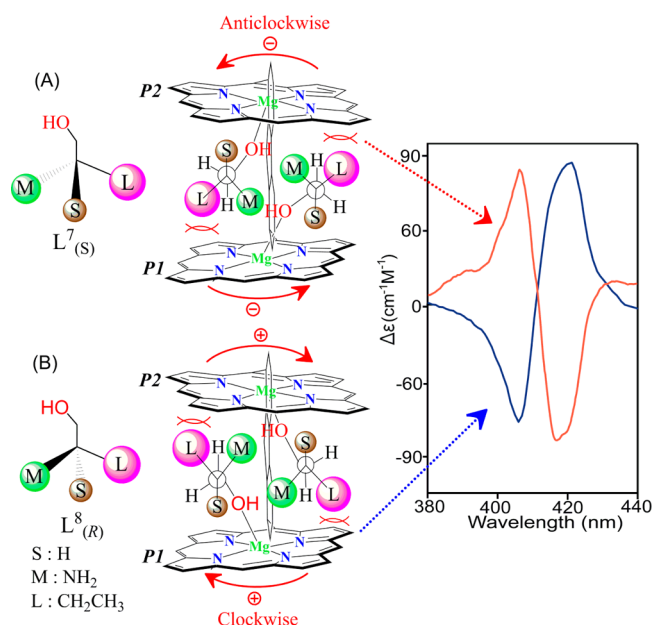 Anticlockwise
⊖
(A)
P2
Mg
N
N
N
N
HO
S
OH
H
H
M
L
M
L
L
M
H
H
HO
S
S
L⁷(S)
N
N
N
N
Mg
P1
⊖
⊕
(B)
P2
Mg
N
N
N
N
HO
HO
L
H
M
S
H
H
M
L
S
H
S
OH
M
L
H
L⁸(R)
S : H
M : NH₂
L : CH₂CH₃
N
N
N
N
Mg
P1
⊕
Clockwise
Δε(cm⁻¹M⁻¹)
90
60
30
0
-60
-90
380
400
420
440
Wavelength (nm)